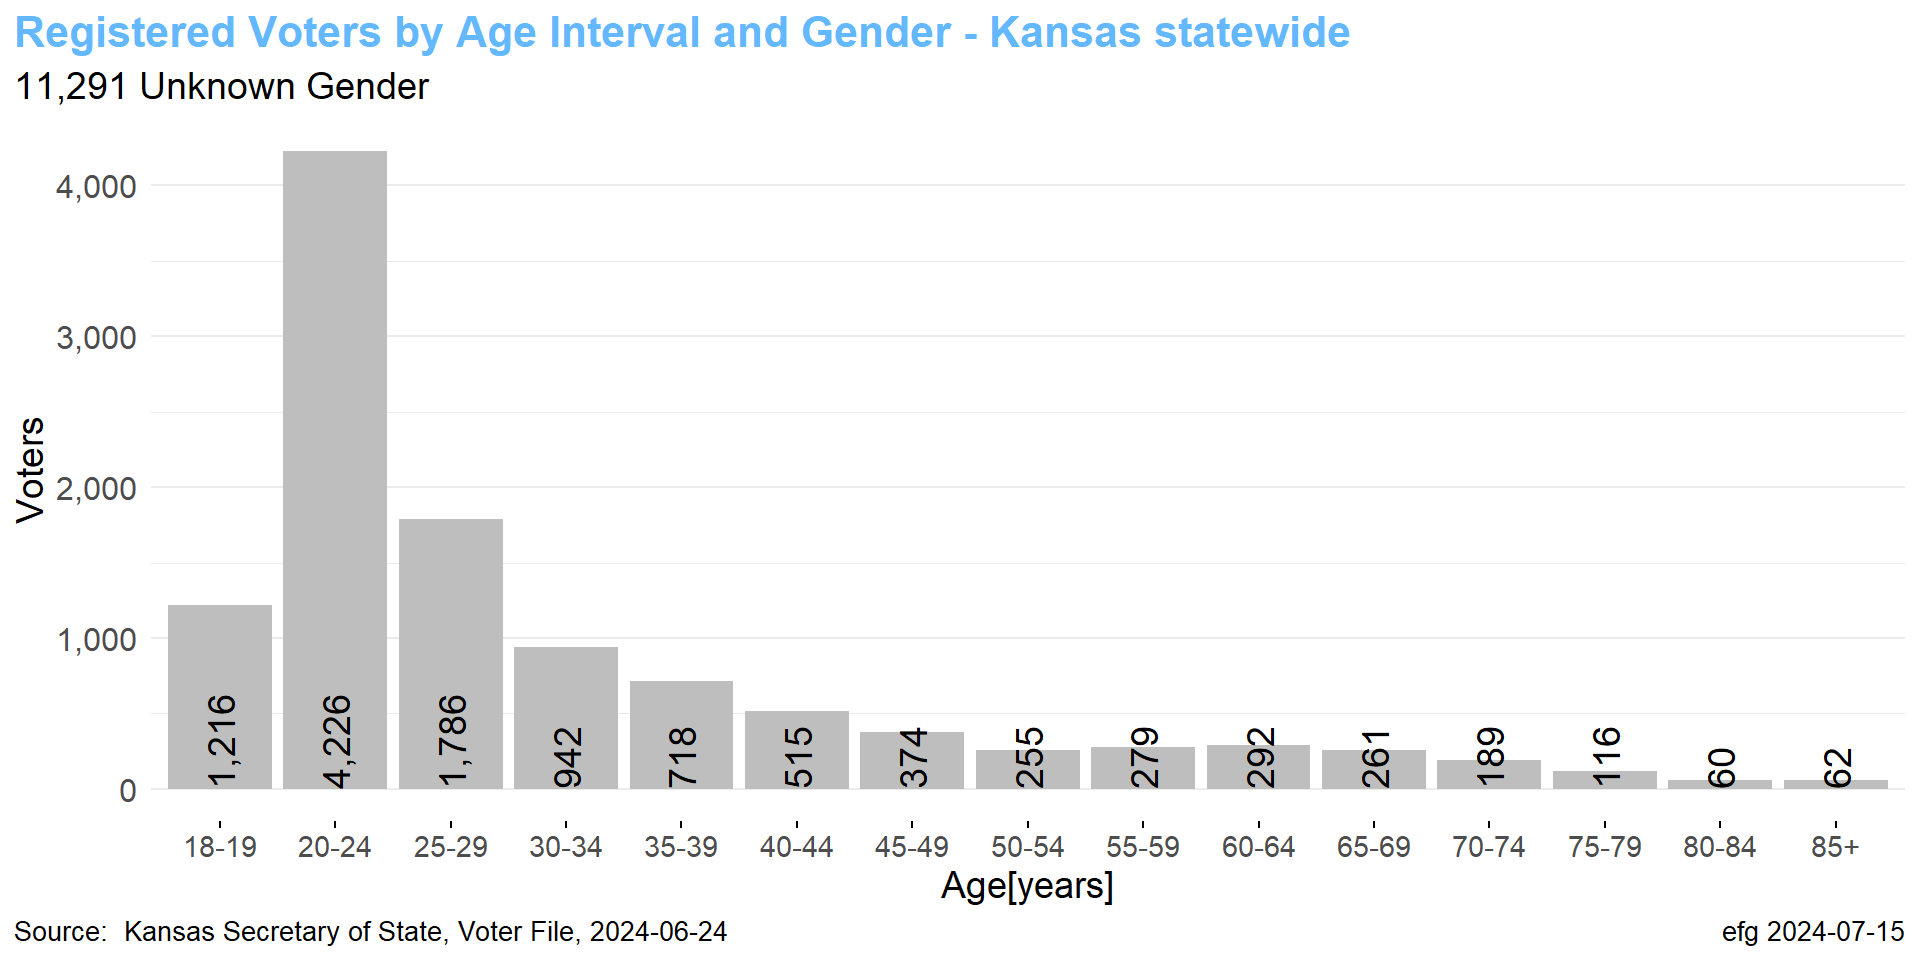 Registered Voters by Age Interval and Gender - Kansas statewide
11,291 Unknown Gender
Voters
4,000
3,000
2,000
1,000
0
1,216
4,226
1,786
942
718
515
374
255
279
292
261
189
116
60
62
18-19 20-24 25-29 30-34 35-39 40-44 45-49 50-54 55-59 60-64 65-69 70-74 75-79 80-84 85+
Age[years]
Source:  Kansas Secretary of State, Voter File, 2024-06-24
efg 2024-07-15